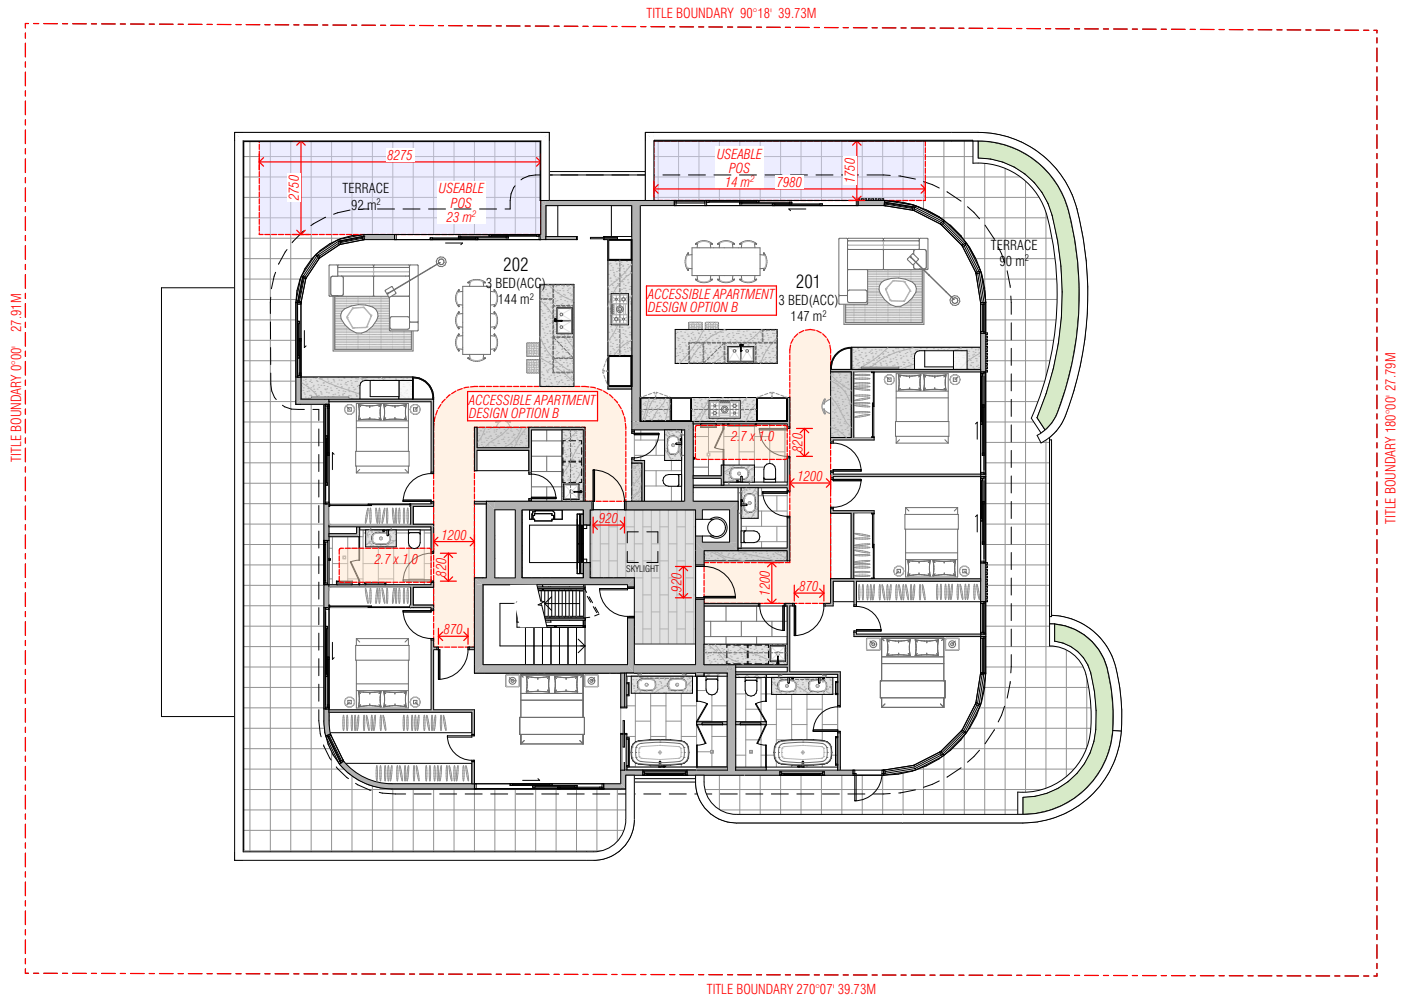 TITLE BOUNDARY 90°18' 39.73M
8275
2750
TERRACE
92 m²
USEABLE
POS
23 m²
USEABLE
POS
14 m²
7980
1750
TERRACE
90 m²
202
3 BED(ACC)
144 m²
201
3 BED(ACC)
147 m²
ACCESSIBLE APARTMENT
DESIGN OPTION B
ACCESSIBLE APARTMENT
DESIGN OPTION B
TITLE BOUNDARY 0°00' 27.91M
TITLE BOUNDARY 180°00' 27.79M
2.7 x 1.0
820
1200
920
1200
SKYLIGHT
2.7 x 1.0
820
920
1200
870
870
TITLE BOUNDARY 270°07' 39.73M